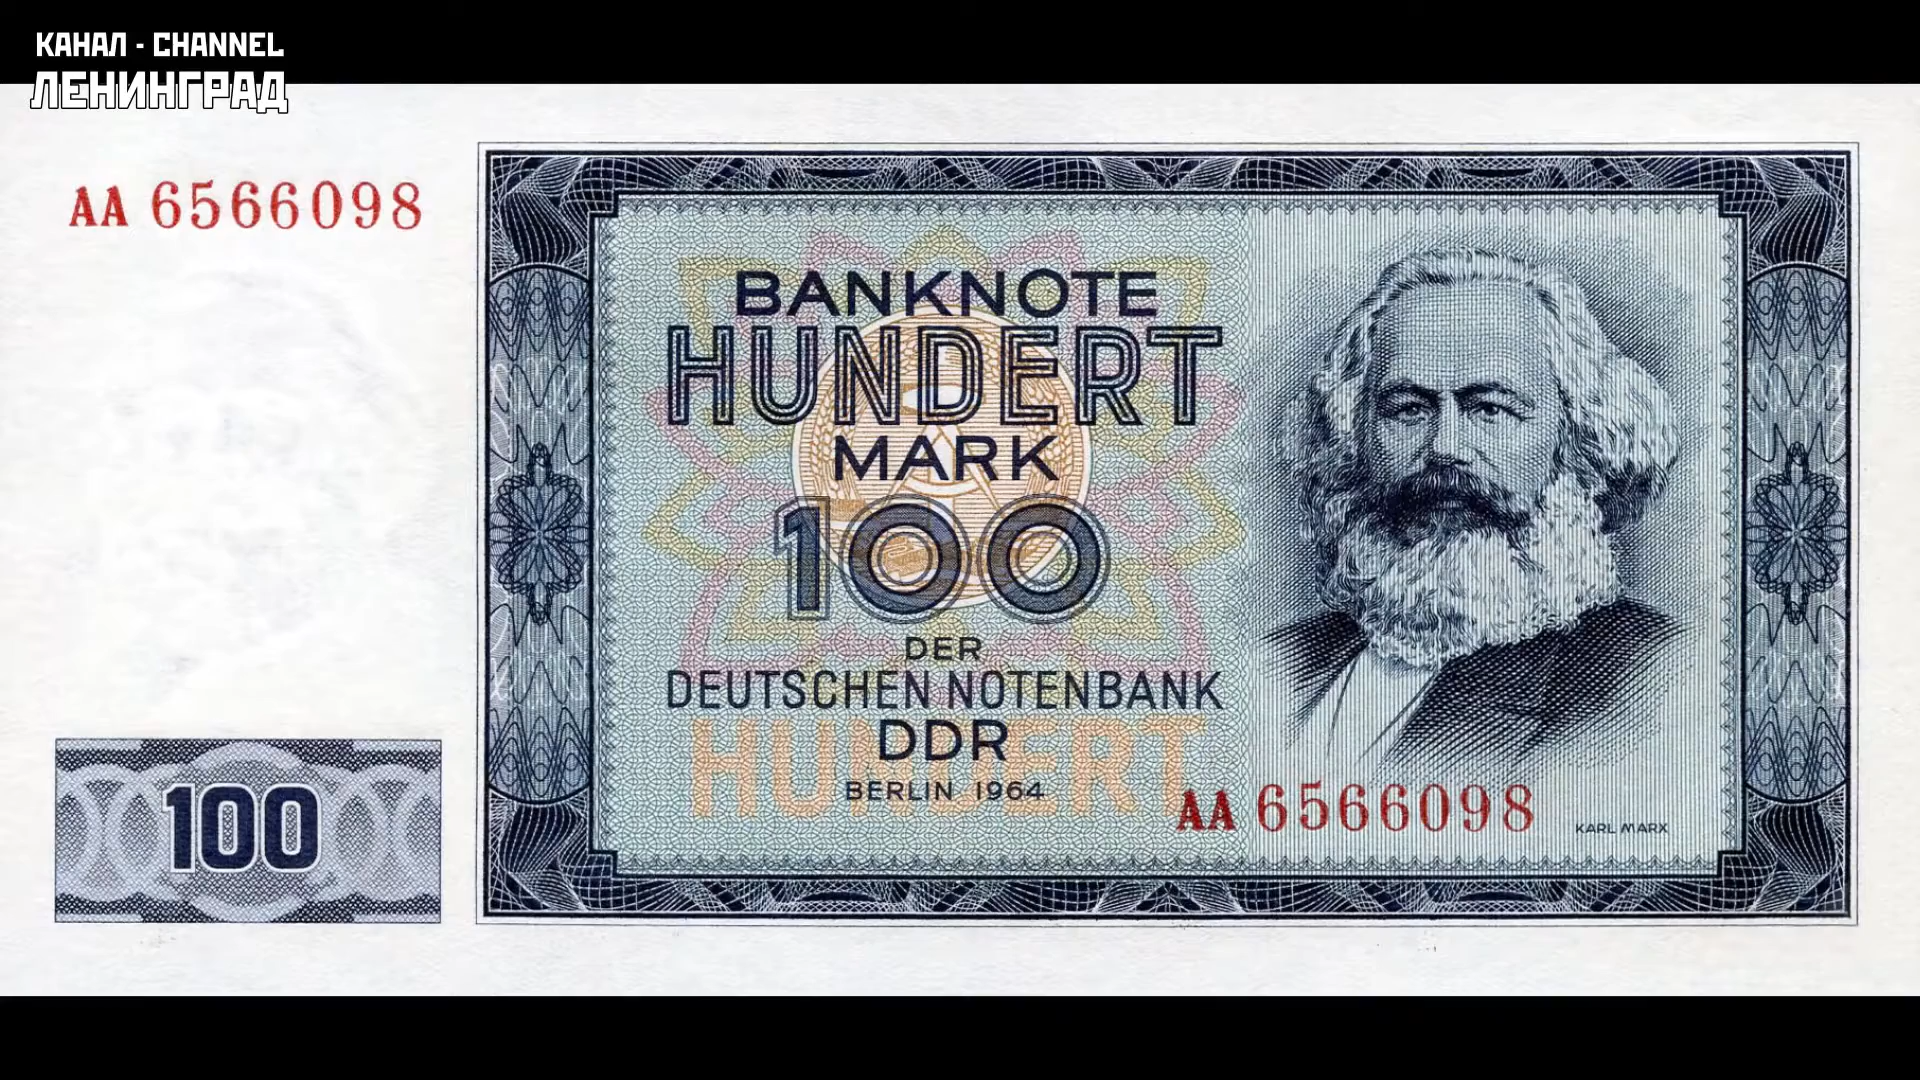 КАНАЛ - CHANNEL
ЛЕНИНГРАД
AA 6566098
BANKNOTE
HUNDERT
MARK
100
DER
DEUTSCHEN NOTENBANK
DDR
HUNDERT
BERLIN 1964
AA 6566098
KARL MARX
100